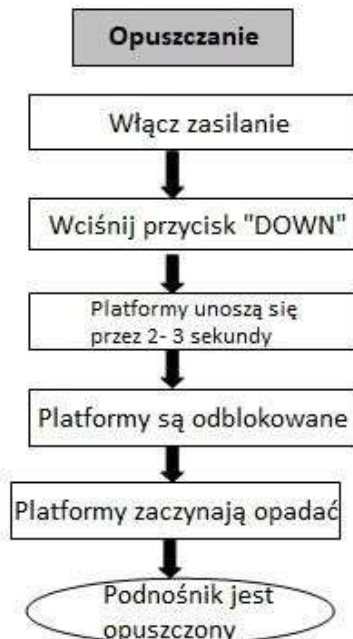 Opuszczanie
Włącz zasilanie
Wciśnij przycisk "DOWN"
Platformy unoszą się
przez 2- 3 sekundy
Platformy są odblokowane
Platformy zaczynają opadać
Podnośnik jest
opuszczony